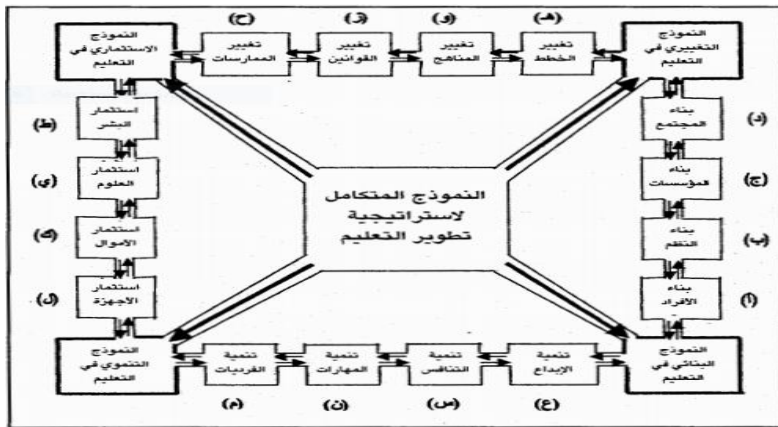 (ح)
(ز)
(و)
(هـ)
النموذج
التغييري في
التعليم
تغيير
الخطط
تغيير
المناهج
تغيير
القوانين
تغيير
الممارسات
النموذج
الاستثماري في
التعليم
بناء
المجتمع
(د)
بناء
المؤسسات
(ج)
بناء
النظم
(ب)
بناء
الأفراد
(أ)
النموذج المتكامل
لاستراتيجية
تطوير التعليم
استثمار
البشر
(ط)
استثمار
العلوم
(ي)
استثمار
الأموال
(ك)
استثمار
الأجهزة
(ل)
النموذج
البنائي في
التعليم
تنمية
الإبداع
تنمية
التنافس
تنمية
المهارات
تنمية
الفرديات
النموذج
التنموي في
التعليم
(ع)
(س)
(ن)
(م)